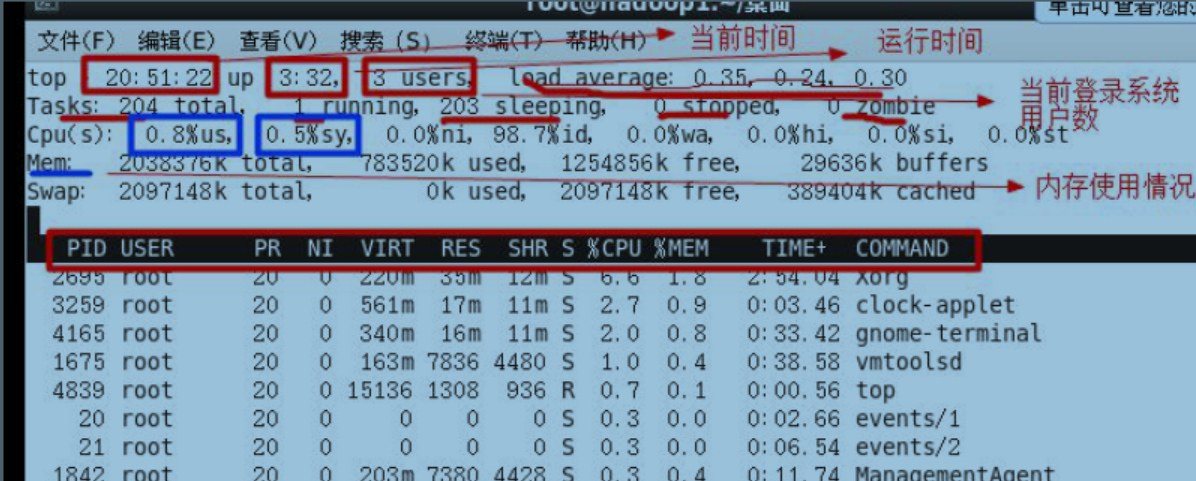 root@hadoop1:~/桌面
单击可查看您的
文件(F) 编辑(E) 查看(V) 搜索 (S) 终端(T) 帮助(H) 当前时间 运行时间
top 20:51:22 up 3:32, 3 users, load average: 0.35, 0.24, 0.30
当前登录系统
用户数
Tasks: 204 total, 1 running, 203 sleeping, 0 stopped, 0 zombie
Cpu(s): 0.8%us, 0.5%sy, 0.0%ni, 98.7%id, 0.0%wa, 0.0%hi, 0.0%si, 0.0%st
Mem: 2038376k total, 783520k used, 1254856k free, 29636k buffers
Swap: 2097148k total, 0k used, 2097148k free, 389404k cached
内存使用情况
PID USER PR NI VIRT RES SHR S %CPU %MEM TIME+ COMMAND
2695 root 20 0 220m 35m 12m S 6.6 1.8 2:54.04 Xorg
3259 root 20 0 561m 17m 11m S 2.7 0.9 0:03.46 clock-applet
4165 root 20 0 340m 16m 11m S 2.0 0.8 0:33.42 gnome-terminal
1675 root 20 0 163m 7836 4480 S 1.0 0.4 0:38.58 vmtoolsd
4839 root 20 0 15136 1308 936 R 0.7 0.1 0:00.56 top
20 root 20 0 0 0 0 S 0.3 0.0 0:02.66 events/1
21 root 20 0 0 0 0 S 0.3 0.0 0:06.54 events/2
1842 root 20 0 203m 7380 4428 S 0.3 0.4 0:11.74 ManagementAgent